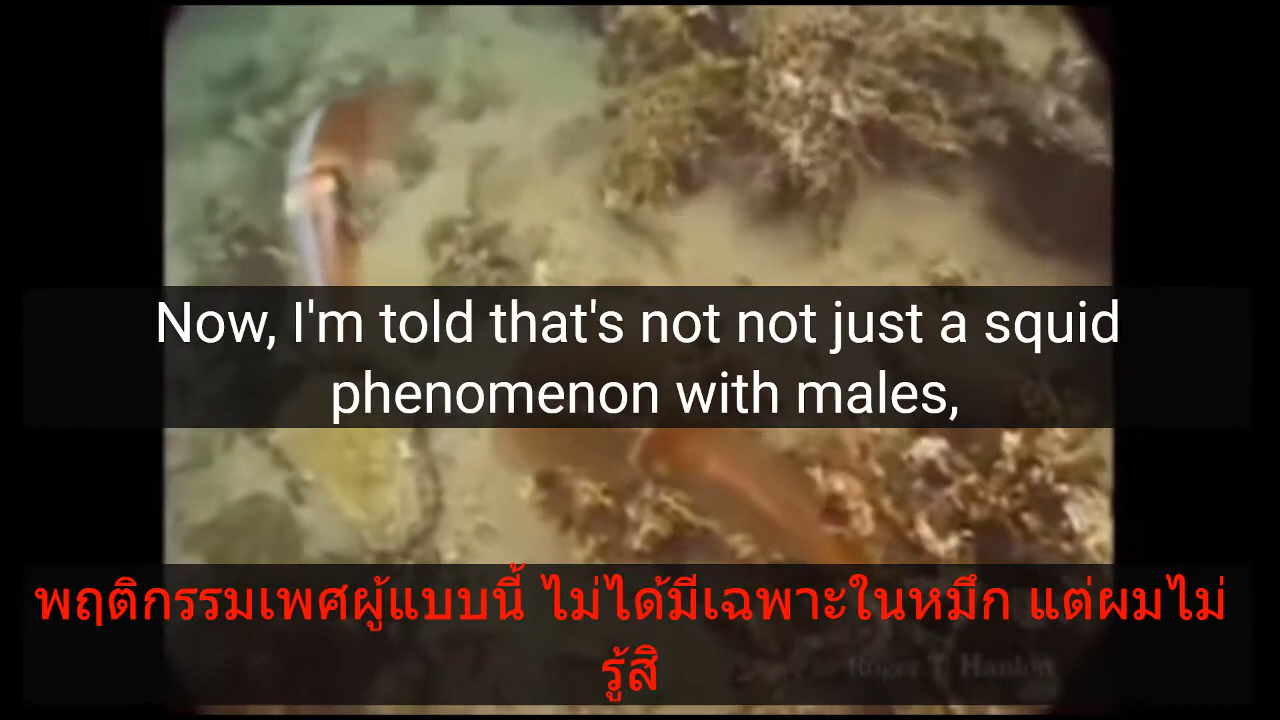 Now, I'm told that's not not just a squid
phenomenon with males,
พฤติกรรมเพศผู้แบบนี้ ไม่ได้มีเฉพาะในหมึก แต่ผมไม่
รู้สิ
Roger T. Hanlon